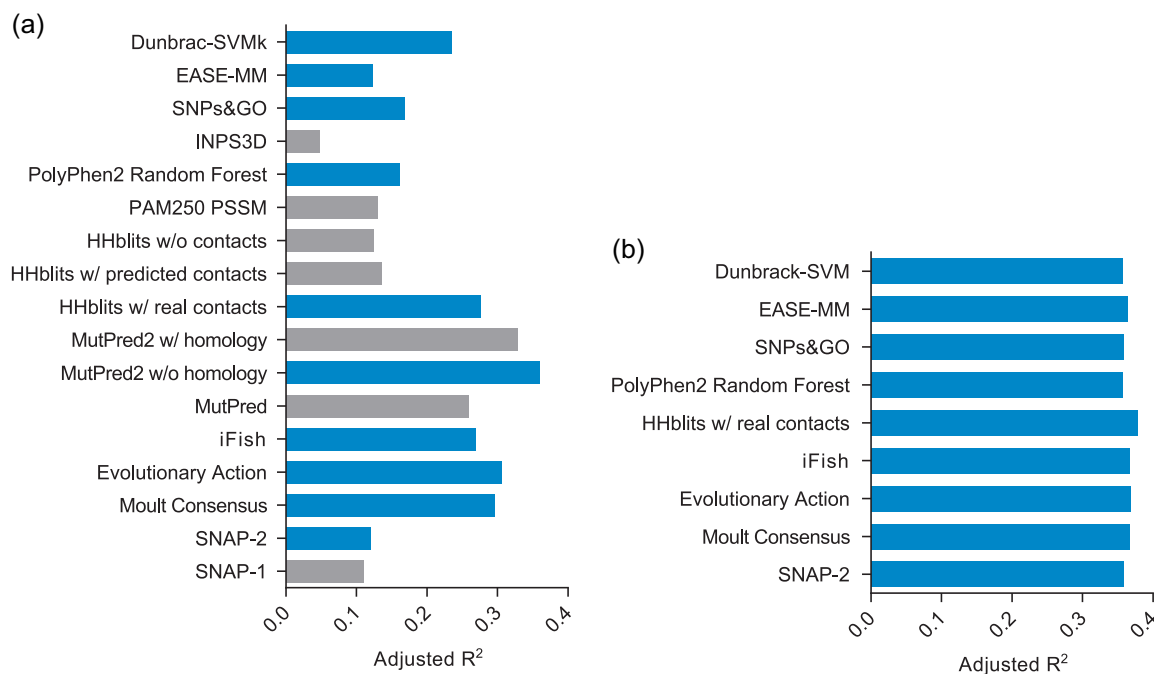 (a)
Dunbrac-SVMk
EASE-MM
SNPs&GO
INPS3D
PolyPhen2 Random Forest
PAM250 PSSM
HHblits w/o contacts
HHblits w/ predicted contacts
HHblits w/ real contacts
MutPred2 w/ homology
MutPred2 w/o homology
MutPred
iFish
Evolutionary Action
Moult Consensus
SNAP-2
SNAP-1
0.0 0.1 0.2 0.3 0.4
Adjusted R²
(b)
Dunbrack-SVM
EASE-MM
SNPs&GO
PolyPhen2 Random Forest
HHblits w/ real contacts
iFish
Evolutionary Action
Moult Consensus
SNAP-2
0.0 0.1 0.2 0.3 0.4
Adjusted R²